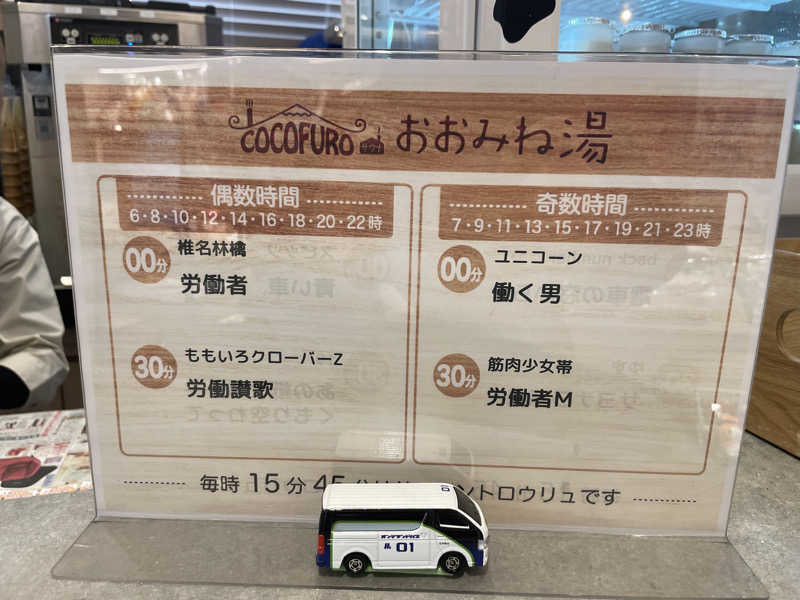 COCOFURO おおみね湯
偶数時間
6・8・10・12・14・16・18・20・22時
00分
椎名林檎
労働者
30分
ももいろクローバーZ
労働讃歌
奇数時間
7・9・11・13・15・17・19・21・23時
00分
ユニコーン
働く男
30分
筋肉少女帯
労働者M
毎時 15分 45 ントロウリュです
01